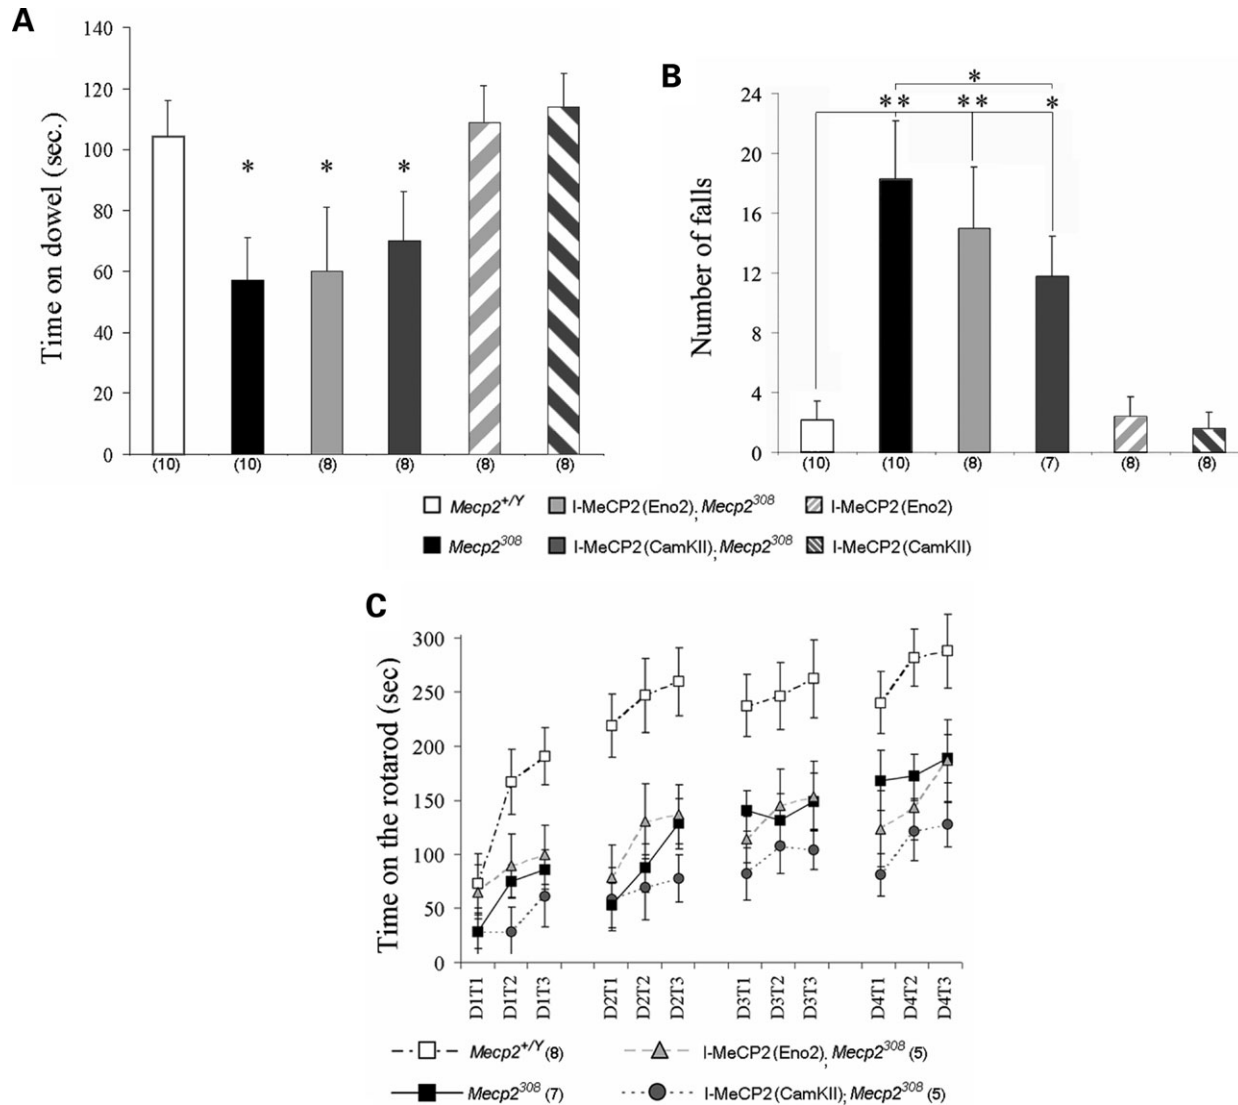 A
140
120
100
80
60
40
20
0
Time on dowel (sec.)
* * *
(10) (10) (8) (8) (8) (8)
B
24
20
16
12
8
4
0
Number of falls
*
** ** *
(10) (10) (8) (7) (8) (8)
Mecp2+/Y I-MeCP2(Eno2); Mecp2308 I-MeCP2(Eno2)
Mecp2308 I-MeCP2(CamKII); Mecp2308 I-MeCP2(CamKII)
C
300
250
200
150
100
50
0
Time on the rotarod (sec)
D1T1 D1T2 D1T3 D2T1 D2T2 D2T3 D3T1 D3T2 D3T3 D4T1 D4T2 D4T3
Mecp2+/Y (8) I-MeCP2(Eno2); Mecp2308 (5)
Mecp2308 (7) I-MeCP2(CamKII); Mecp2308 (5)